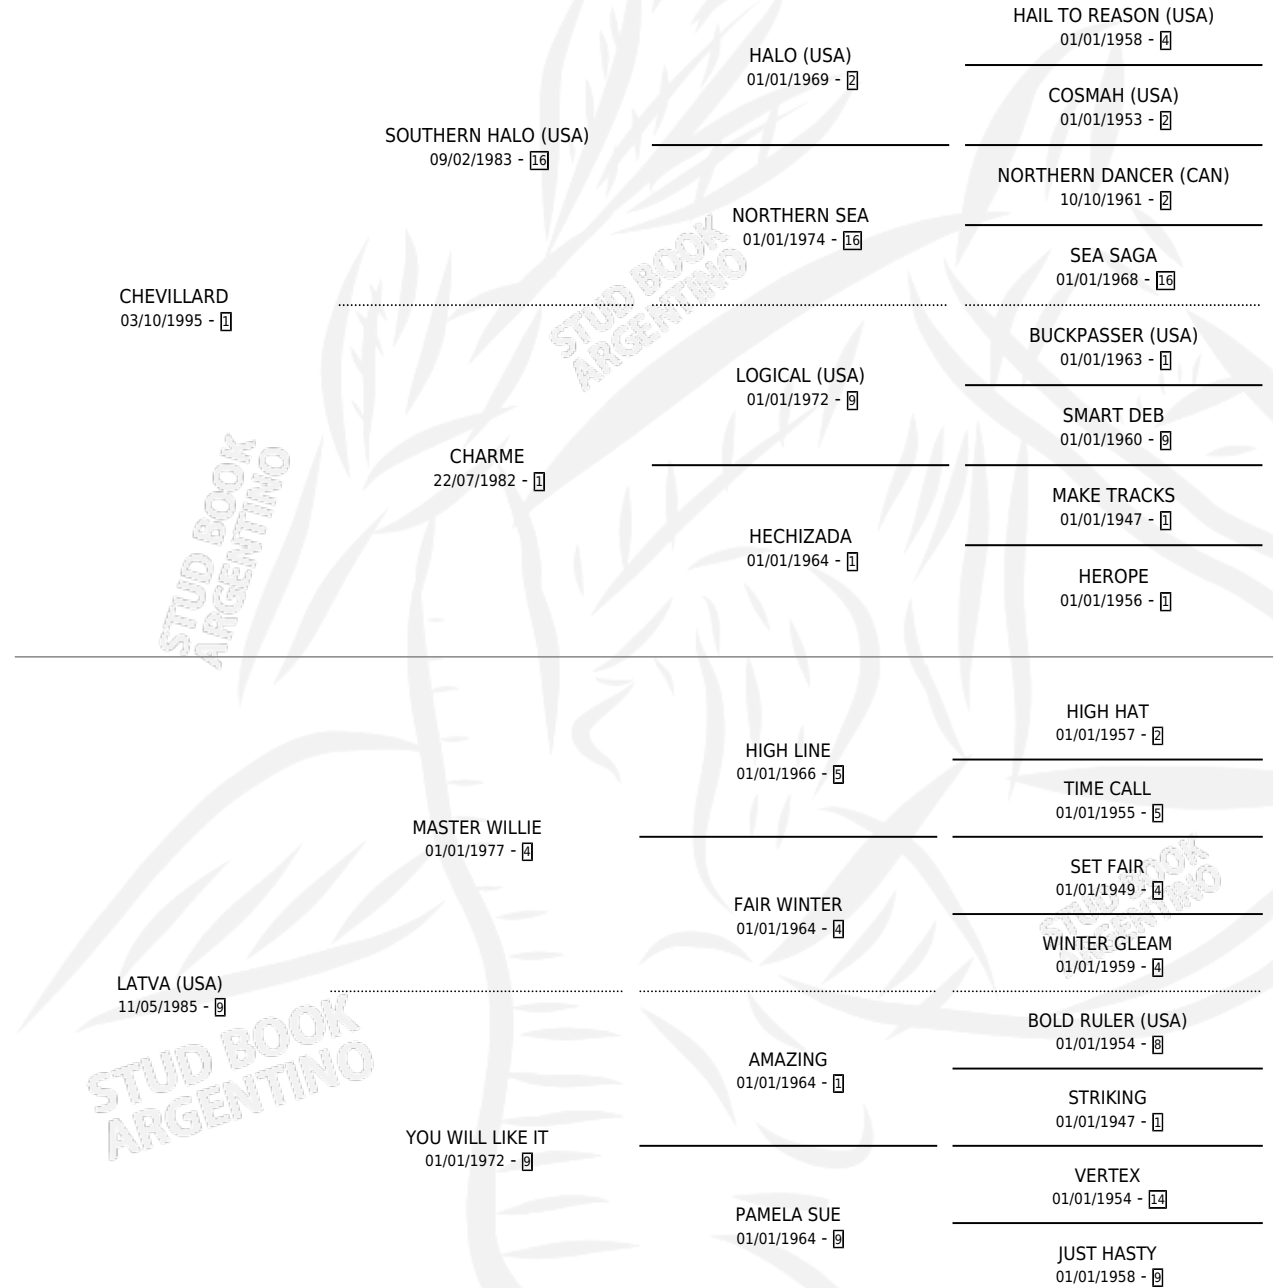 HAIL TO REASON (USA)
01/01/1958 - 4
HALO (USA)
01/01/1969 - 2
COSMAH (USA)
01/01/1953 - 2
SOUTHERN HALO (USA)
09/02/1983 - 16
NORTHERN DANCER (CAN)
10/10/1961 - 2
NORTHERN SEA
01/01/1974 - 16
SEA SAGA
01/01/1968 - 16
STUD BOOK
ARGENTINO
CHEVILLARD
03/10/1995 - 1
BUCKPASSER (USA)
01/01/1963 - 1
LOGICAL (USA)
01/01/1972 - 9
SMART DEB
01/01/1960 - 9
CHARME
22/07/1982 - 1
MAKE TRACKS
01/01/1947 - 1
HECHIZADA
01/01/1964 - 1
HEROPE
01/01/1956 - 1
STUD BOOK
ARGENTINO
HIGH HAT
01/01/1957 - 2
HIGH LINE
01/01/1966 - 5
TIME CALL
01/01/1955 - 5
MASTER WILLIE
01/01/1977 - 4
SET FAIR
01/01/1949 - 4
FAIR WINTER
01/01/1964 - 4
WINTER GLEAM
01/01/1959 - 4
STUD BOOK
ARGENTINO
LATVA (USA)
11/05/1985 - 9
BOLD RULER (USA)
01/01/1954 - 8
AMAZING
01/01/1964 - 1
STRIKING
01/01/1947 - 1
STUD BOOK
ARGENTINO
YOU WILL LIKE IT
01/01/1972 - 9
VERTEX
01/01/1954 - 14
PAMELA SUE
01/01/1964 - 9
JUST HASTY
01/01/1958 - 9